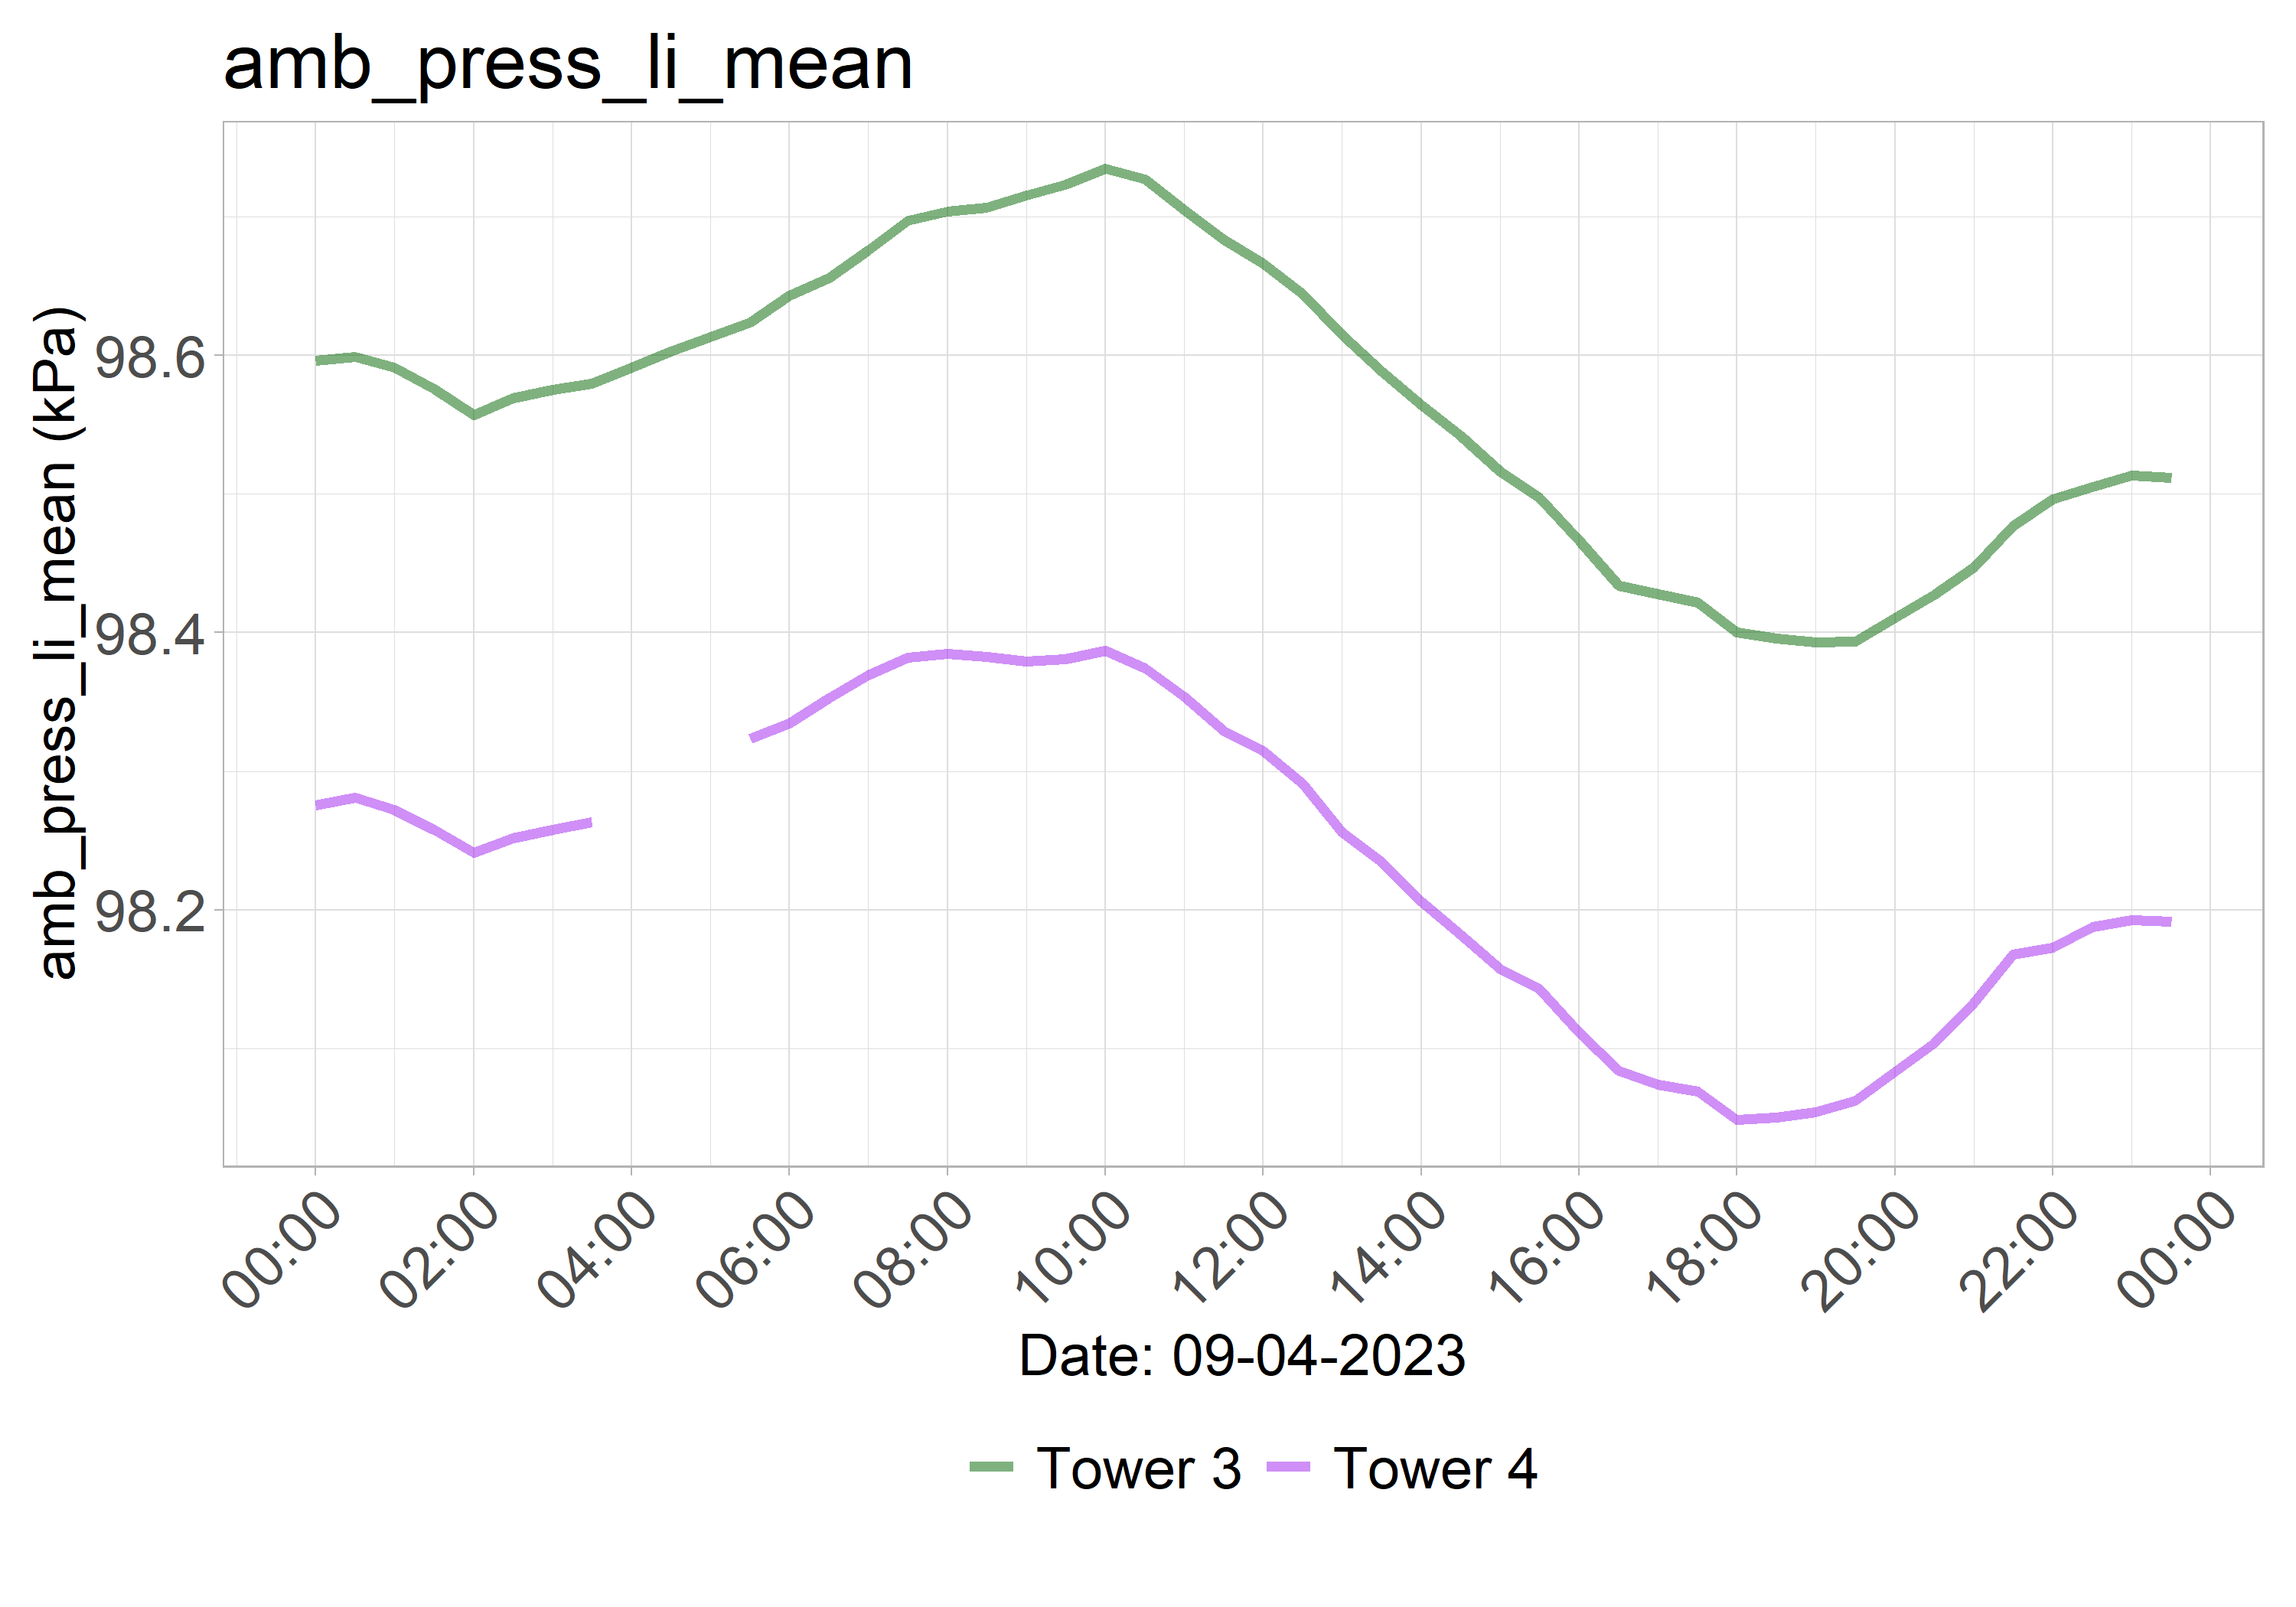 amb_press_li_mean
amb_press_li_mean (kPa)
98.6
98.4
98.2
00:00 02:00 04:00 06:00 08:00 10:00 12:00 14:00 16:00 18:00 20:00 22:00 00:00
Date: 09-04-2023
Tower 3 Tower 4